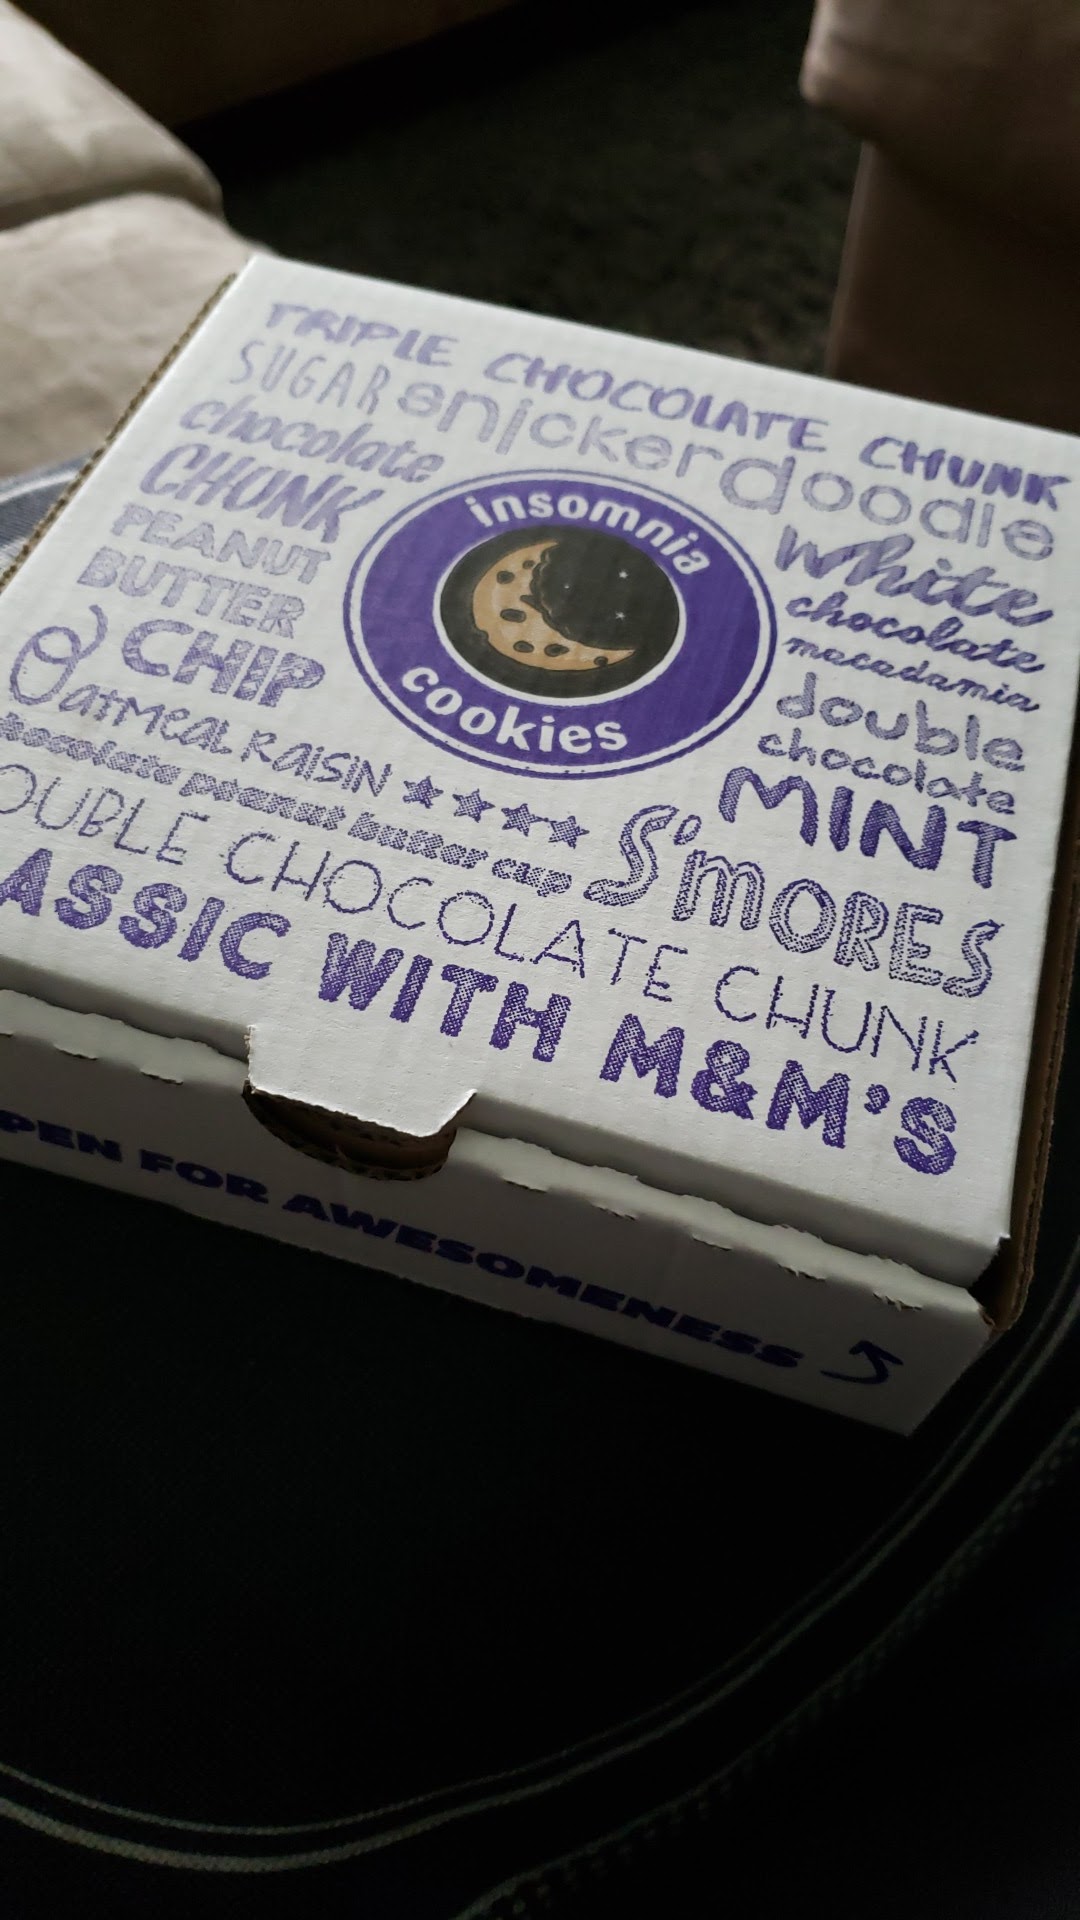 TRIPLE CHOCOLATE CHUNK
SUGAR snickerdoodle
chocolate
CHUNK
PEANUT
BUTTER
CHIP
insomnia
cookies
White
chocolate
macadamia
double
chocolate
MINT
Oatmeal Raisin
chocolate peanut butter cup
S'mORES
OUBLE CHOCOLATE CHUNK
ASSIC WITH M&M'S
PEN FOR AWESOMENESS